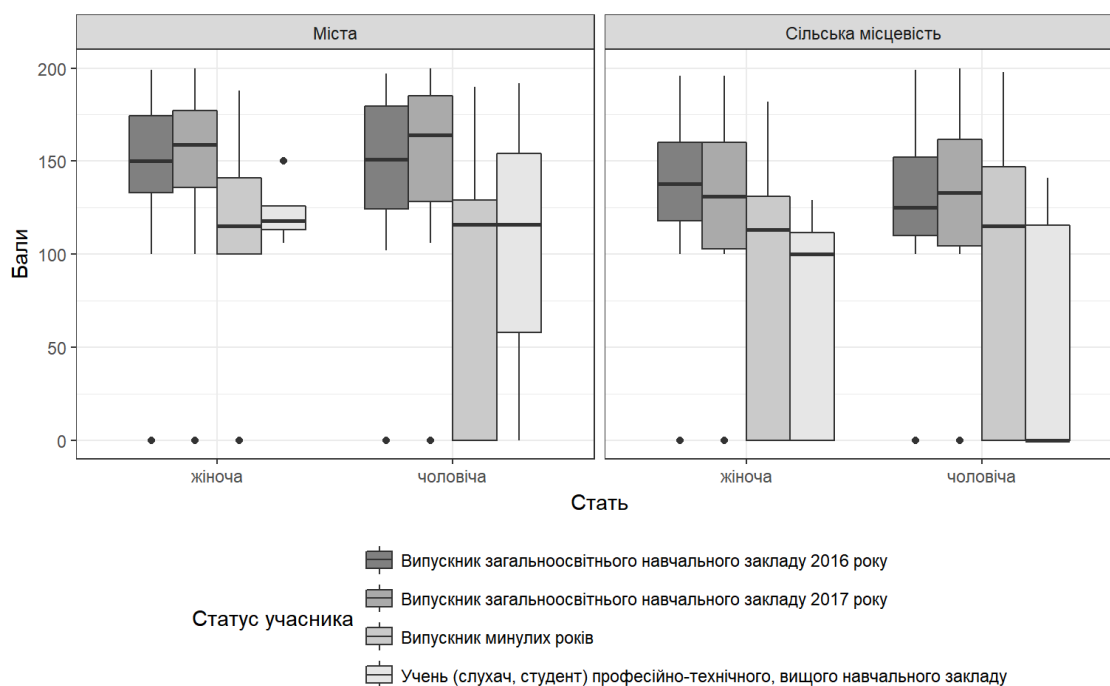 Міста
Сільська місцевість
200
150
100
50
0
Бали
жіноча
чоловіча
жіноча
чоловіча
Стать
Статус учасника
Випускник загальноосвітнього навчального закладу 2016 року
Випускник загальноосвітнього навчального закладу 2017 року
Випускник минулих років
Учень (слухач, студент) професійно-технічного, вищого навчального закладу